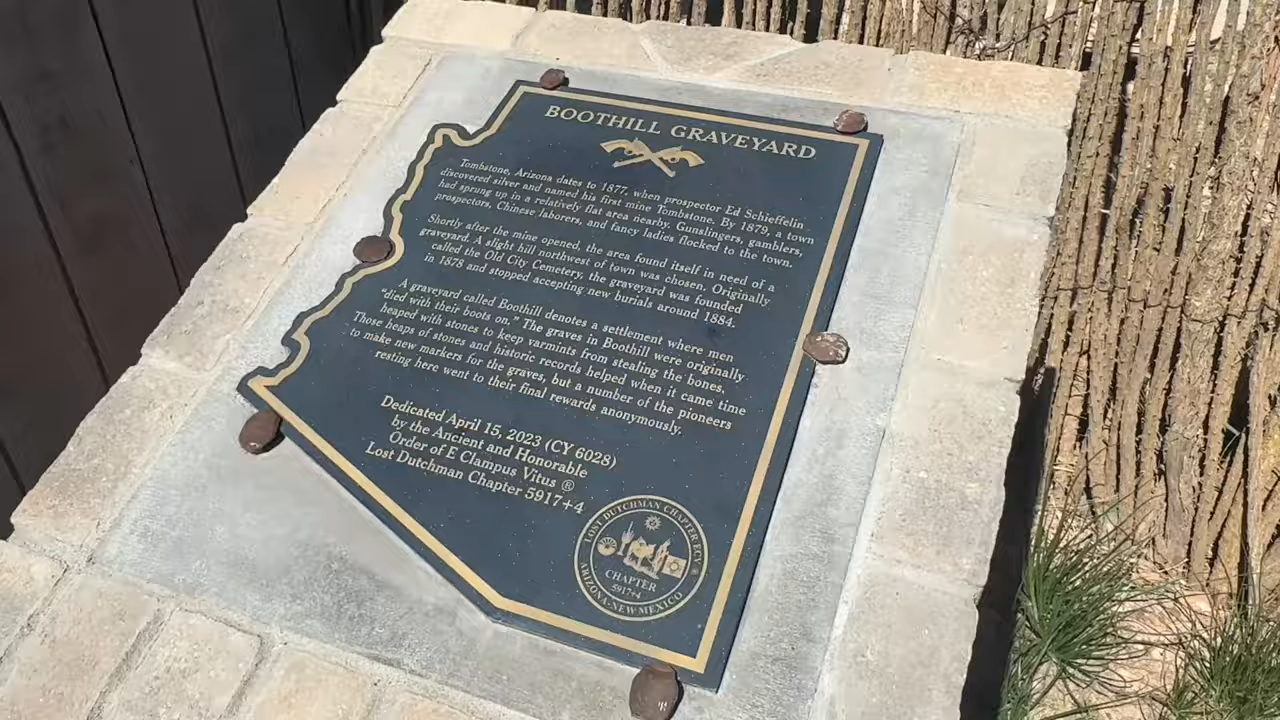 BOOTHILL GRAVEYARD
Tombstone, Arizona dates to 1877, when prospector Ed Schieffelin
discovered silver and named his first mine Tombstone. By 1879, a town
had sprung up in a relatively flat area nearby. Gunslingers, gamblers,
prospectors, Chinese laborers, and fancy ladies flocked to the town.
Shortly after the mine opened, the area found itself in need of a
graveyard. A slight hill northwest of town was chosen. Originally
called the Old City Cemetery, the graveyard was founded
in 1878 and stopped accepting new burials around 1884.
A graveyard called Boothill denotes a settlement where men
"died with their boots on." The graves in Boothill were originally
heaped with stones to keep varmints from stealing the bones.
Those heaps of stones and historic records helped when it came time
to make new markers for the graves, but a number of the pioneers
resting here went to their final rewards anonymously.
Dedicated April 15, 2023 (CY 6028)
by the Ancient and Honorable
Order of E Clampus Vitus ®
Lost Dutchman Chapter 5917+4
LOST DUTCHMAN CHAPTER ECV ®
CHAPTER
5917+4
ARIZONA-NEW MEXICO